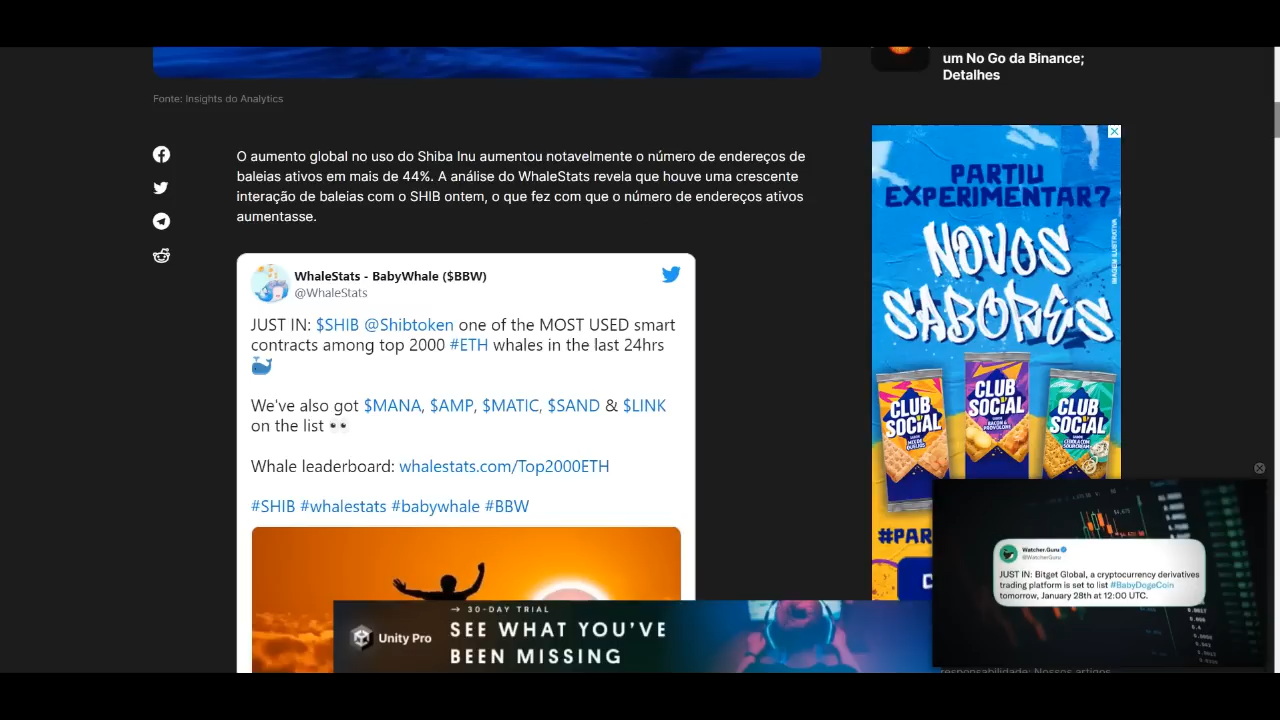 um No Go da Binance;
Detalhes
Fonte: Insights do Analytics
O aumento global no uso do Shiba Inu aumentou notavelmente o número de endereços de
baleias ativos em mais de 44%. A análise do WhaleStats revela que houve uma crescente
interação de baleias com o SHIB ontem, o que fez com que o número de endereços ativos
aumentasse.
WhaleStats - BabyWhale ($BBW)
@WhaleStats
JUST IN: $SHIB @Shibtoken one of the MOST USED smart
contracts among top 2000 #ETH whales in the last 24hrs
We've also got $MANA, $AMP, $MATIC, $SAND & $LINK
on the list
Whale leaderboard: whalestats.com/Top2000ETH
#SHIB #whalestats #babywhale #BBW
PARTIU
EXPERIMENTAR?
NOVOS
SABORES
IMAGEM ILUSTRATIVA
CLUB
SOCIAL
CLUB
SOCIAL
CLUB
SOCIAL
#PAR
Watcher.Guru
@WatcherGuru
JUST IN: Bitget Global, a cryptocurrency derivatives
trading platform is set to list #BabyDogeCoin
tomorrow, January 28th at 12:00 UTC.
→ 30-DAY TRIAL
Unity Pro
SEE WHAT YOU'VE
BEEN MISSING
responsabilidade: Nossos artigos